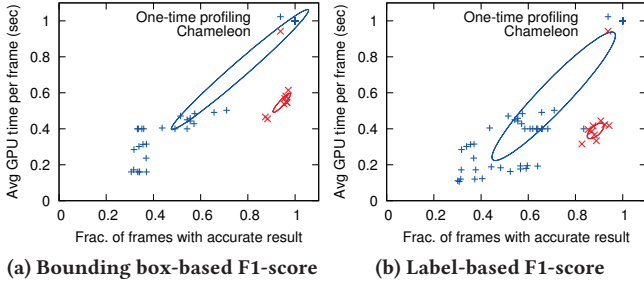 Avg GPU time per frame (sec)
1
0.8
0.6
0.4
0.2
0
0 0.2 0.4 0.6 0.8 1
One-time profiling
Chameleon
Frac. of frames with accurate result
(a) Bounding box-based F1-score
Avg GPU time per frame (sec)
1
0.8
0.6
0.4
0.2
0
0 0.2 0.4 0.6 0.8 1
One-time profiling
Chameleon
Frac. of frames with accurate result
(b) Label-based F1-score